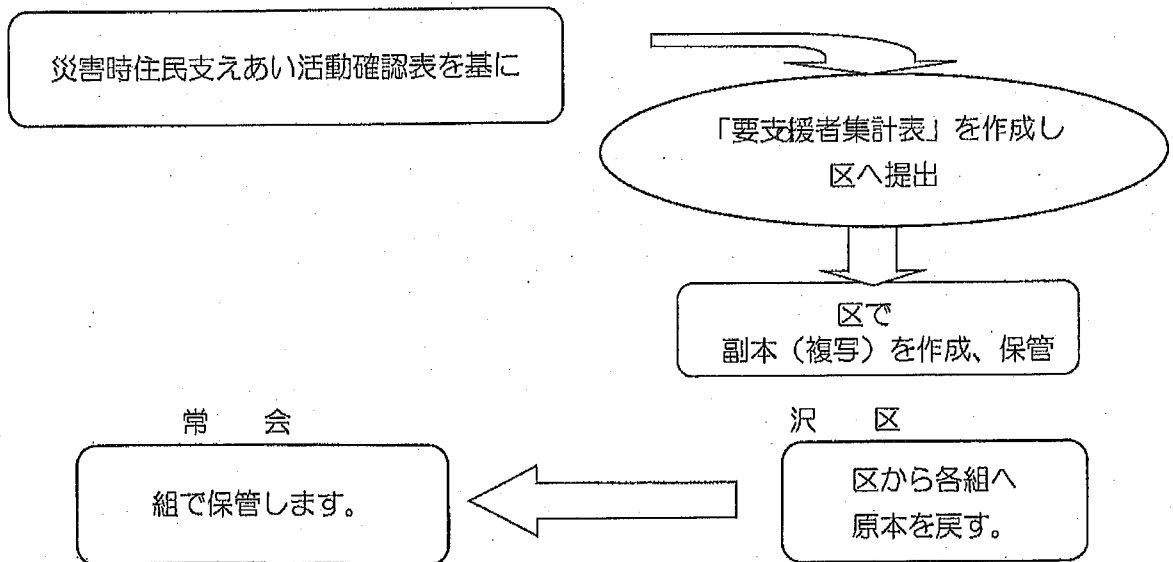 災害時住民支えあい活動確認表を基に
「要支援者集計表」を作成し
区へ提出
区で
副本（複写）を作成、保管
常　会
沢　区
組で保管します。
区から各組へ
原本を戻す。